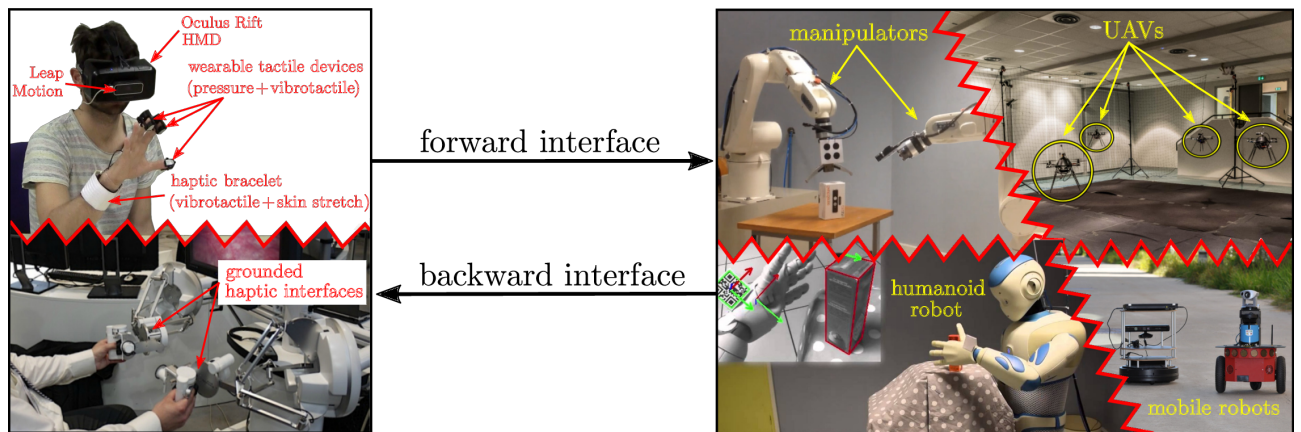 Oculus Rift
HMD
Leap
Motion
wearable tactile devices
(pressure+vibrotactile)
haptic bracelet
(vibrotactile+skin stretch)
grounded
haptic interfaces
forward interface
backward interface
manipulators
UAVs
humanoid
robot
mobile robots